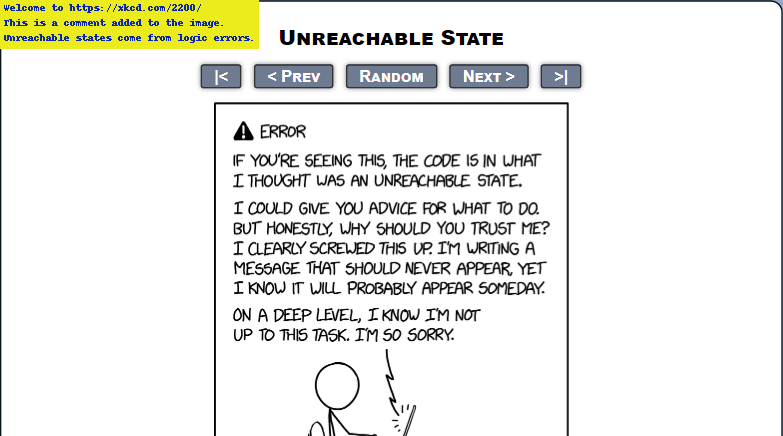 Welcome to https://xkcd.com/2200/
This is a comment added to the image.
Unreachable states come from logic errors.
UNREACHABLE STATE
|<
< PREV
RANDOM
NEXT >
>|
ERROR
IF YOU'RE SEEING THIS, THE CODE IS IN WHAT
I THOUGHT WAS AN UNREACHABLE STATE.
I COULD GIVE YOU ADVICE FOR WHAT TO DO.
BUT HONESTLY, WHY SHOULD YOU TRUST ME?
I CLEARLY SCREWED THIS UP. I'M WRITING A
MESSAGE THAT SHOULD NEVER APPEAR, YET
I KNOW IT WILL PROBABLY APPEAR SOMEDAY.
ON A DEEP LEVEL, I KNOW I'M NOT
UP TO THIS TASK. I'M SO SORRY.